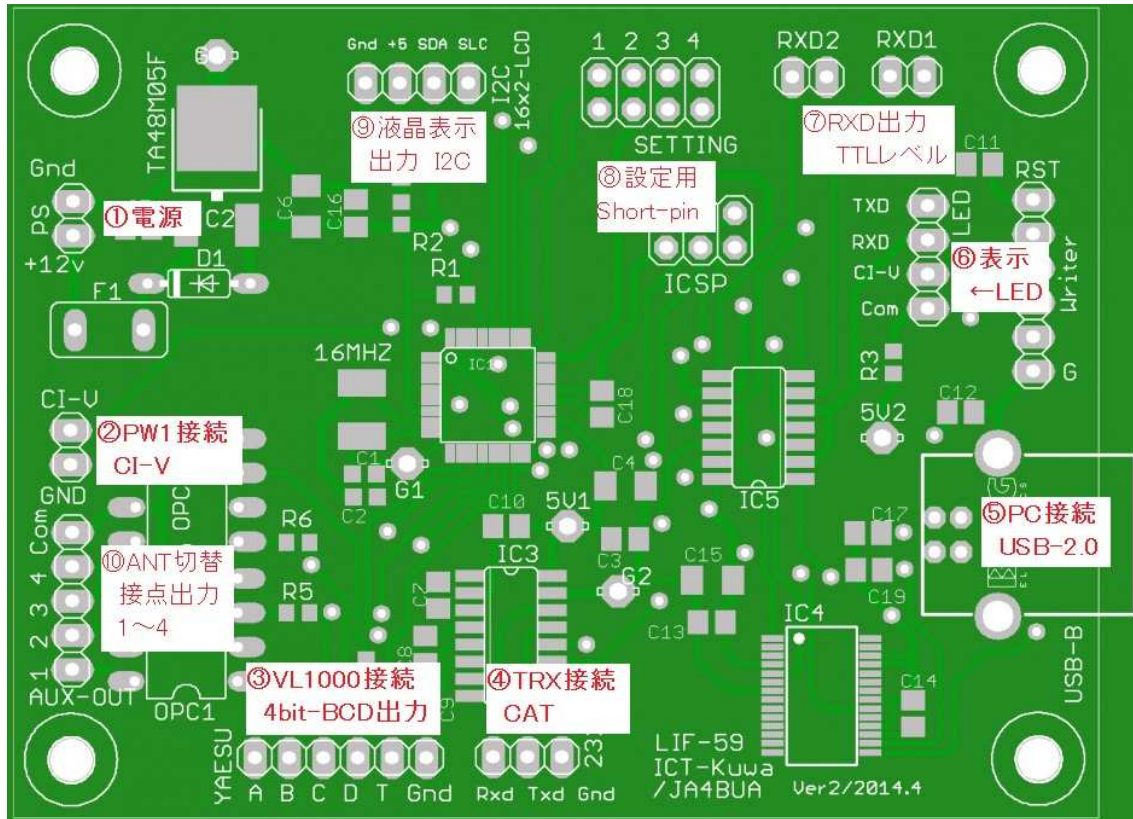 Gnd +5 SDA SLC
I2C
16x2-LCD
1 2 3 4
SETTING
RXD2
RXD1
TA48M05F
⑨液晶表示
出力 I2C
⑦RXD出力
TTLレベル
C11
⑧設定用
Short-pin
ICSP
RST
Gnd
PS
+12v
①電源
C2
C6
C16
R2
R1
D1
F1
TXD
RXD
CI-V
Com
LED
⑥表示
←LED
Writer
G
R3
16MHZ
IC1
C18
IC5
5V2
C12
CI-V
②PW1接続
CI-V
GND
C1
C2
G1
C4
C10
5V1
C3
C17
⑤PC接続
USB-2.0
Com
4
3
2
1
AUX-OUT
⑩ANT切替
接点出力
1～4
OPC
OPC1
R6
R5
IC3
G2
C15
C13
C7
C8
C9
IC4
C19
C14
USB-B
③VL1000接続
4bit-BCD出力
④TRX接続
CAT
YAESU
A B C D T Gnd
Rxd Txd Gnd
LIF-59
ICT-Kuwa
/JA4BUA
Ver2/2014.4